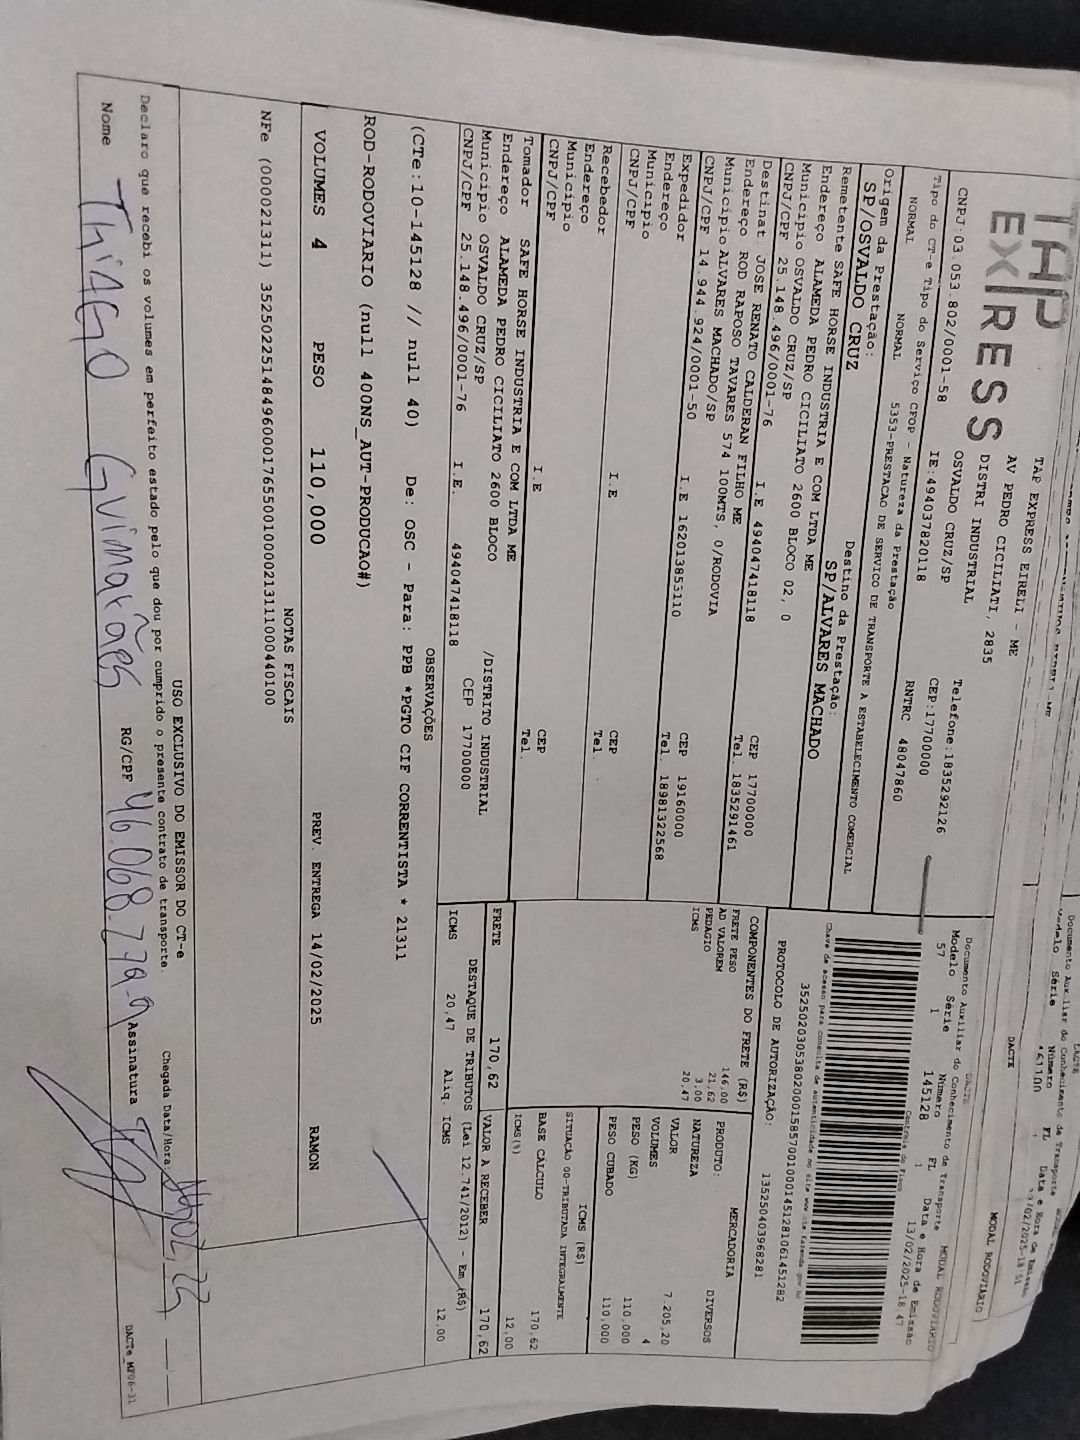 TAP EXPRESS EIRELI - ME
AV PEDRO CICILIATI, 2835
DISTRI INDUSTRIAL
OSVALDO CRUZ/SP
Telefone:1835292126
CNPJ:03.053.802/0001-58 IE:494037820118 CEP:17700000
RNTRC 48047860
Tipo do CT-e Tipo do Serviço CFOP - Natureza da Prestação
NORMAL NORMAL 5353-PRESTACAO DE SERVICO DE TRANSPORTE A ESTABELECIMENTO COMERCIAL
Origem da Prestação: Destino da Prestação:
SP/OSVALDO CRUZ SP/ALVARES MACHADO
Remetente SAFE HORSE INDUSTRIA E COM LTDA ME
Endereço ALAMEDA PEDRO CICILIATO 2600 BLOCO 02, 0
Municipio OSVALDO CRUZ/SP CEP 17700000
CNPJ/CPF 25.148.496/0001-76 I.E 494047418118 Tel. 1835291461
Destinat. JOSE RENATO CALDERAN FILHO ME
Endereço ROD RAPOSO TAVARES 574 100MTS, 0/RODOVIA
Municipio ALVARES MACHADO/SP CEP 19160000
CNPJ/CPF 14.944.924/0001-50 I.E 162013855110 Tel. 18981322568
Expedidor
Endereço
Municipio CEP
CNPJ/CPF I.E Tel.
Recebedor
Endereço
Municipio CEP
CNPJ/CPF I.E Tel.
Tomador SAFE HORSE INDUSTRIA E COM LTDA ME
Endereço ALAMEDA PEDRO CICILIATO 2600 BLOCO /DISTRITO INDUSTRIAL
Municipio OSVALDO CRUZ/SP CEP 17700000
CNPJ/CPF 25.148.496/0001-76 I.E. 494047418118
DACTE MODAL RODOVIÁRIO
Documento Auxiliar do Conhecimento de Transporte
Modelo Série Número FL Data e Hora de Emissão
57 1 145128 1 13/02/2025-18.47
Controle do Fisco
Chave de acesso para consulta de autenticidade no site www.cte.fazenda.gov.br
35250203053802000158570010001451281061451282
PROTOCOLO DE AUTORIZAÇÃO: 135250403968281
COMPONENTES DO FRETE (R$)
FRETE PESO 146,00
AD VALOREM 21,62
PEDAGIO 3,00
ICMS 20,47
FRETE 170,62
MERCADORIA
PRODUTO: DIVERSOS
NATUREZA
VALOR 7.205,20
VOLUMES 4
PESO (KG) 110,000
PESO CUBADO 110,000
ICMS (R$)
SITUAÇÃO 00-TRIBUTADA INTEGRALMENTE
BASE CÁLCULO 170,62
ICMS(%) 12,00
VALOR A RECEBER 170,62
DESTAQUE DE TRIBUTOS (Lei 12.741/2012) - Em (R$)
ICMS 20,47 Aliq. ICMS 12,00
OBSERVAÇÕES
(CTe:10-145128 // null 40) De: OSC - Para: PPB *PGTO CIF CORRENTISTA * 21311
ROD-RODOVIARIO (null 400NS_AUT-PRODUCAO#)
VOLUMES 4 PESO 110,000 PREV. ENTREGA 14/02/2025 RAMON
NOTAS FISCAIS
NFe (000021311) 35250225148496000176550010000213111000440100
USO EXCLUSIVO DO EMISSOR DO CT-e
Declaro que recebi os volumes em perfeito estado pelo que dou por cumprido o presente contrato de transporte. Chegada Data/Hora
Nome Thiago Guimarães RG/CPF 46.068.779-9 Assinatura
DACTe_MF06-31